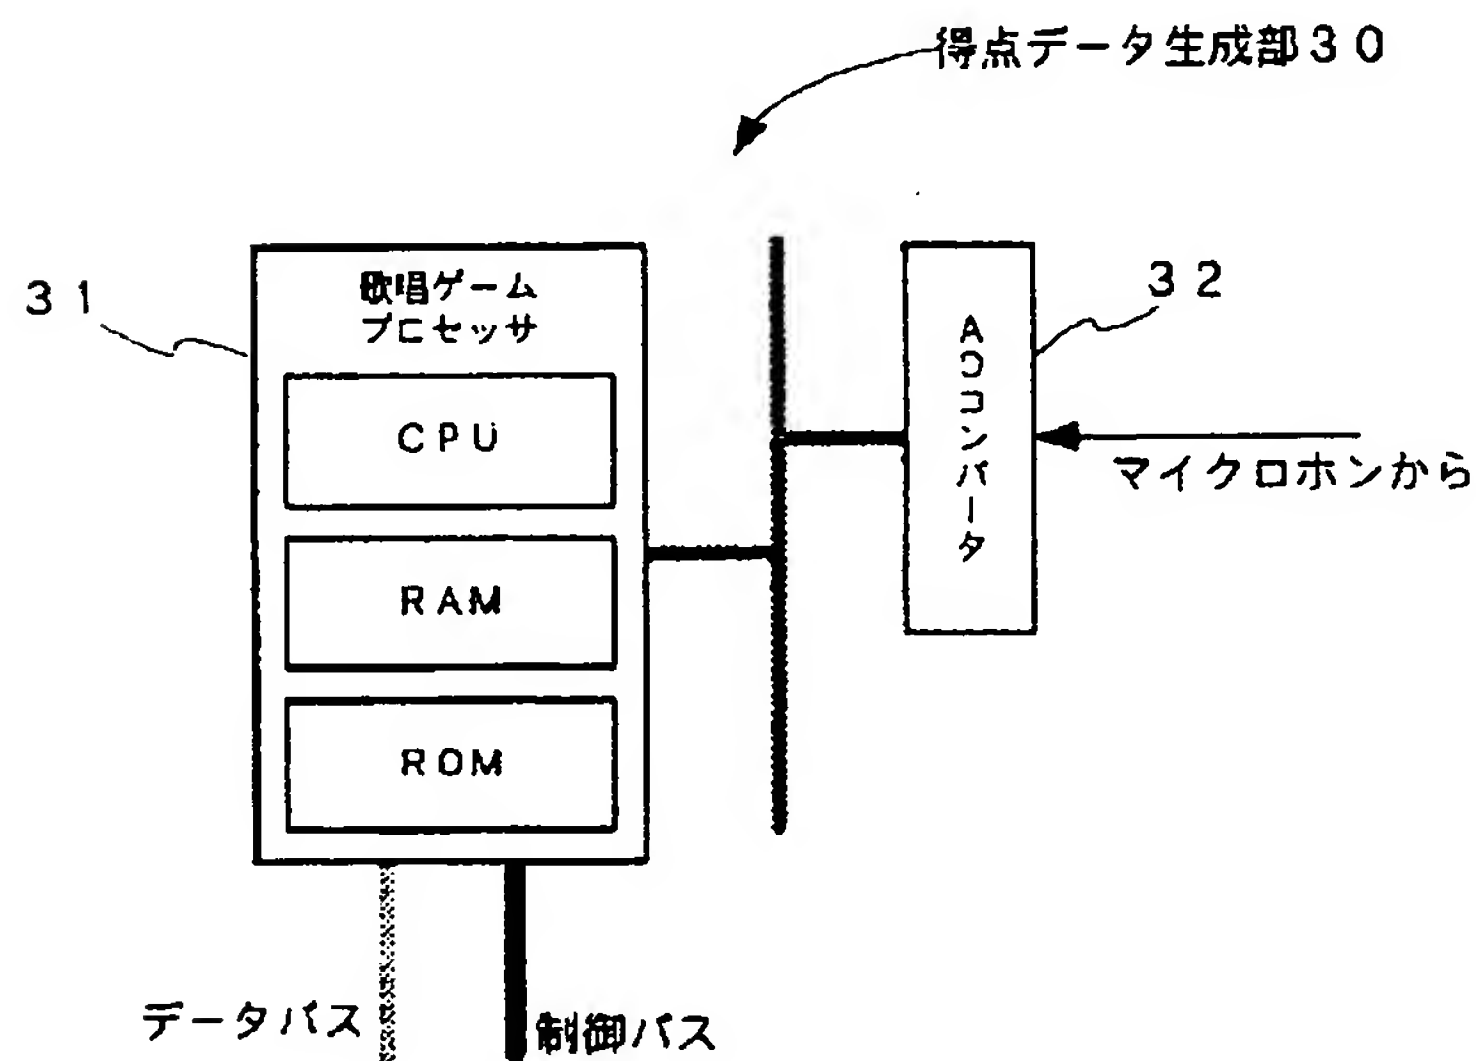 得点データ生成部３０
３１
歌唱ゲーム
プロセッサ
CPU
RAM
ROM
３２
ADコンバータ
マイクロホンから
データバス
制御バス